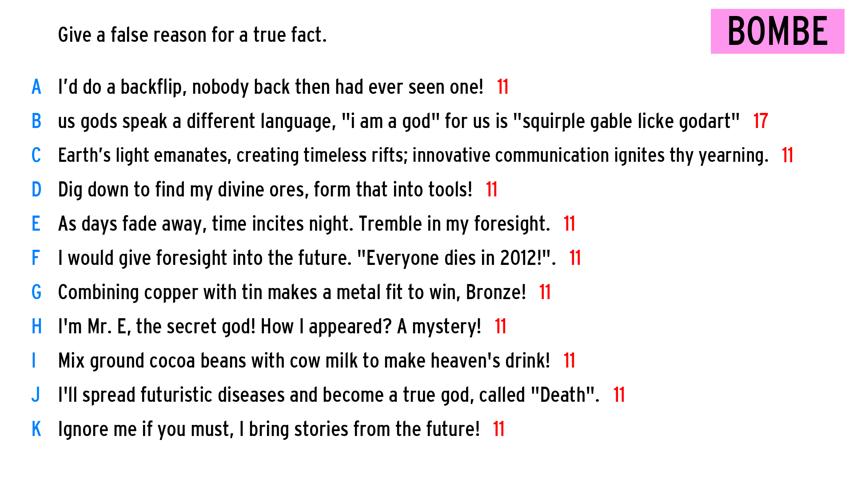 Give a false reason for a true fact.
BOMBE
A I'd do a backflip, nobody back then had ever seen one! 11
B us gods speak a different language, "i am a god" for us is "squirple gable licke godart" 17
C Earth's light emanates, creating timeless rifts; innovative communication ignites thy yearning. 11
D Dig down to find my divine ores, form that into tools! 11
E As days fade away, time incites night. Tremble in my foresight. 11
F I would give foresight into the future. "Everyone dies in 2012!". 11
G Combining copper with tin makes a metal fit to win, Bronze! 11
H I'm Mr. E, the secret god! How I appeared? A mystery! 11
I Mix ground cocoa beans with cow milk to make heaven's drink! 11
J I'll spread futuristic diseases and become a true god, called "Death". 11
K Ignore me if you must, I bring stories from the future! 11